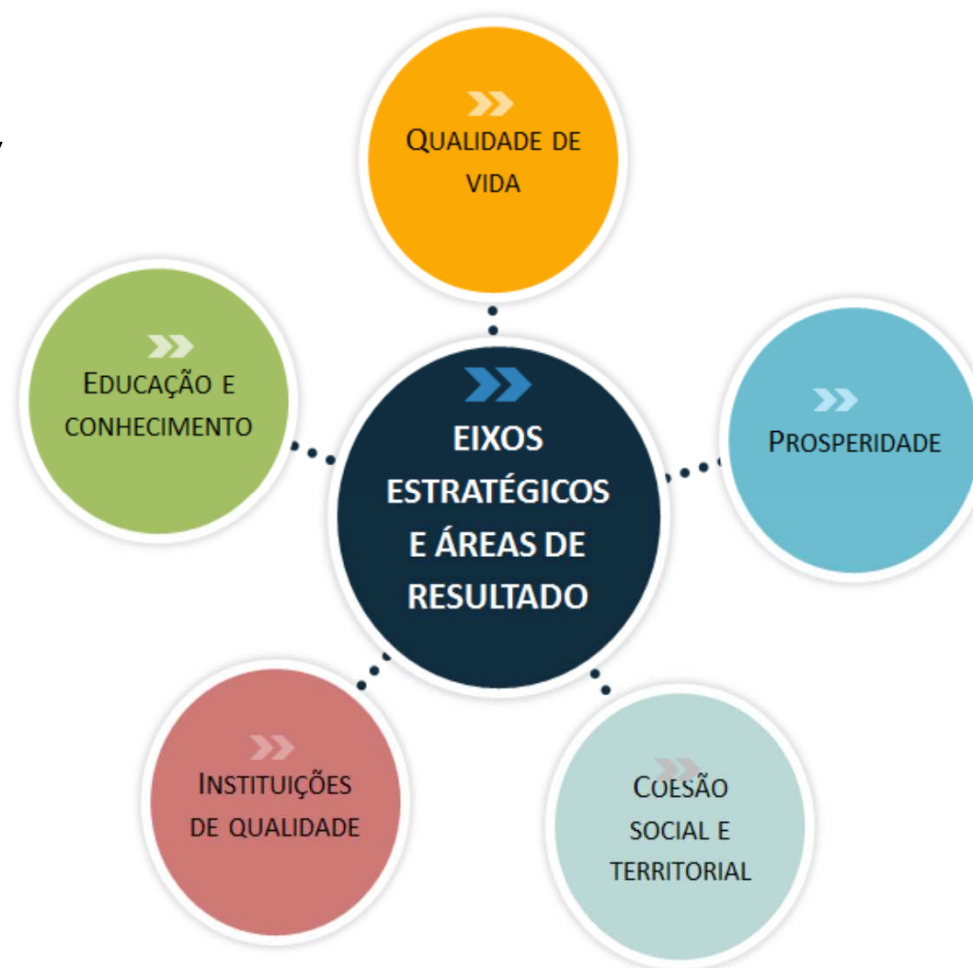 QUALIDADE DE
VIDA
EDUCAÇÃO E
CONHECIMENTO
EIXOS
ESTRATÉGICOS
E ÁREAS DE
RESULTADO
PROSPERIDADE
INSTITUIÇÕES
DE QUALIDADE
COESÃO
SOCIAL E
TERRITORIAL